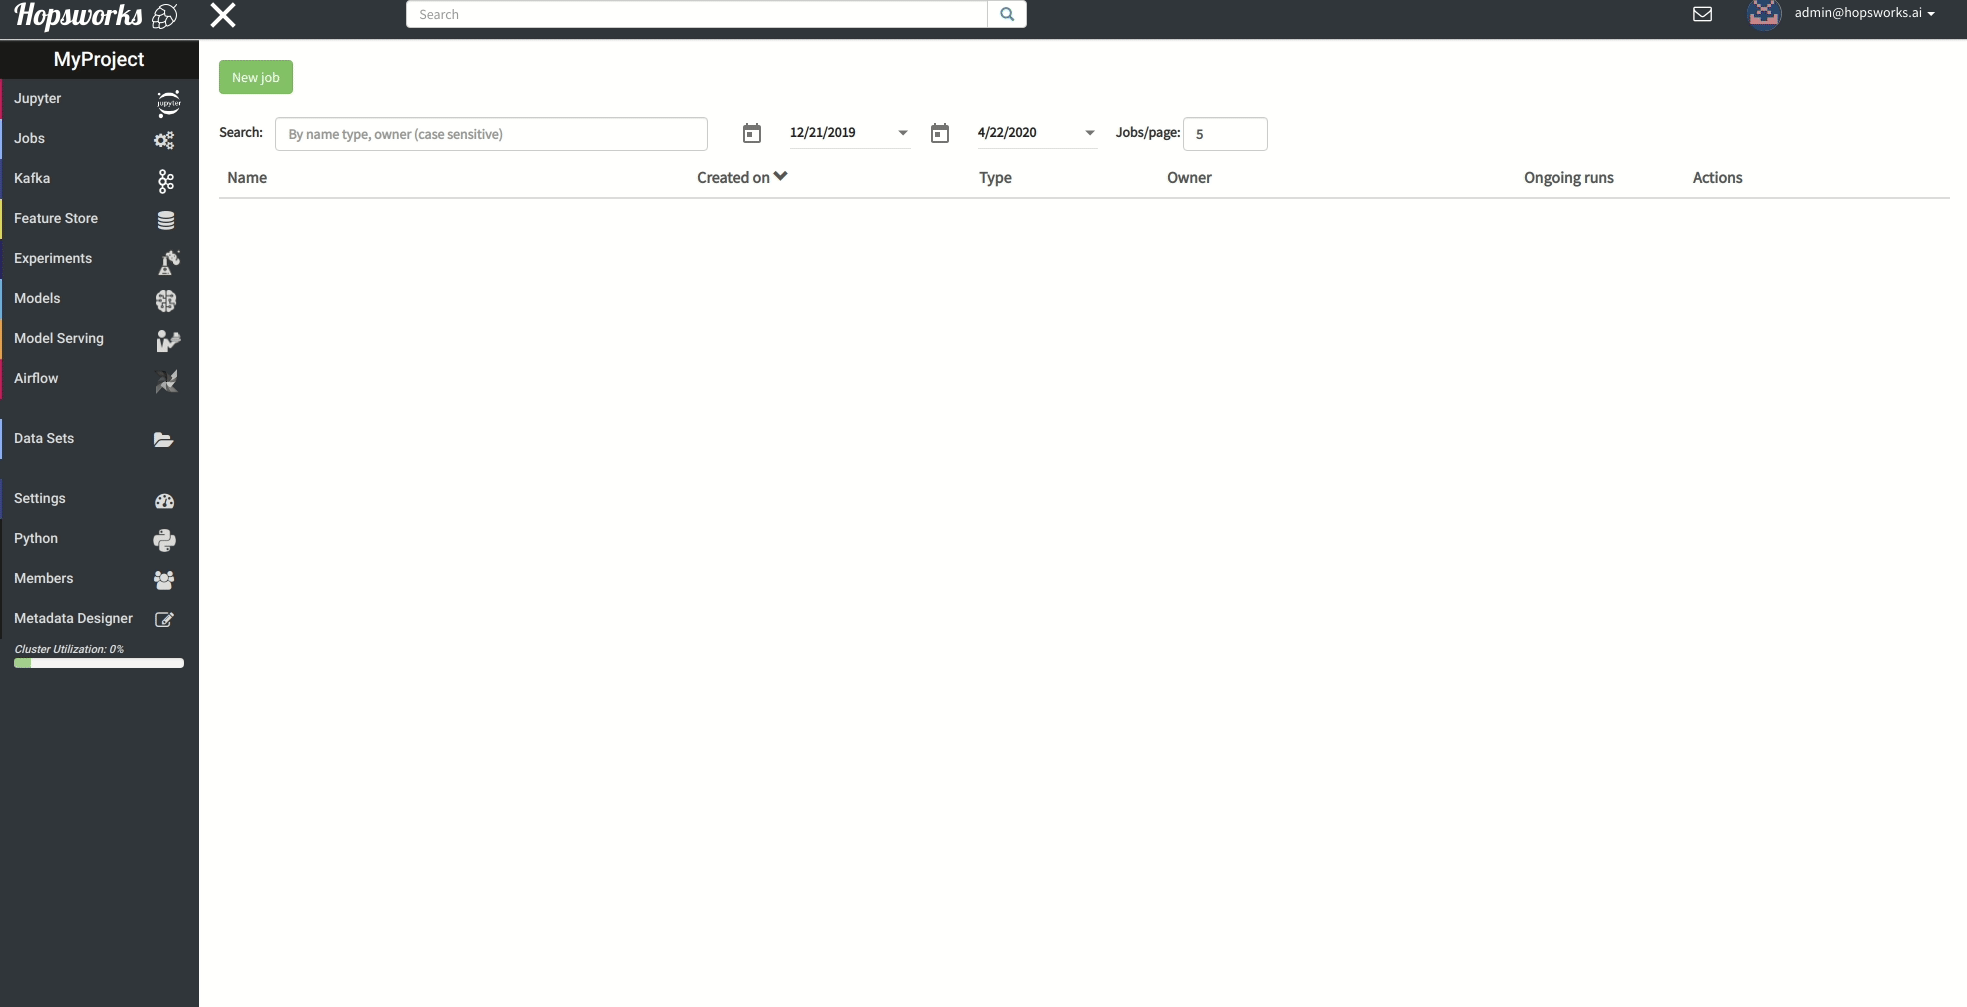 Hopsworks
Search
admin@hopsworks.ai
MyProject
Jupyter
jupyter
Jobs
Kafka
Feature Store
Experiments
Models
Model Serving
Airflow
Data Sets
Settings
Python
Members
Metadata Designer
Cluster Utilization: 0%
New job
Search: By name type, owner (case sensitive) 12/21/2019 4/22/2020 Jobs/page: 5
Name Created on Type Owner Ongoing runs Actions